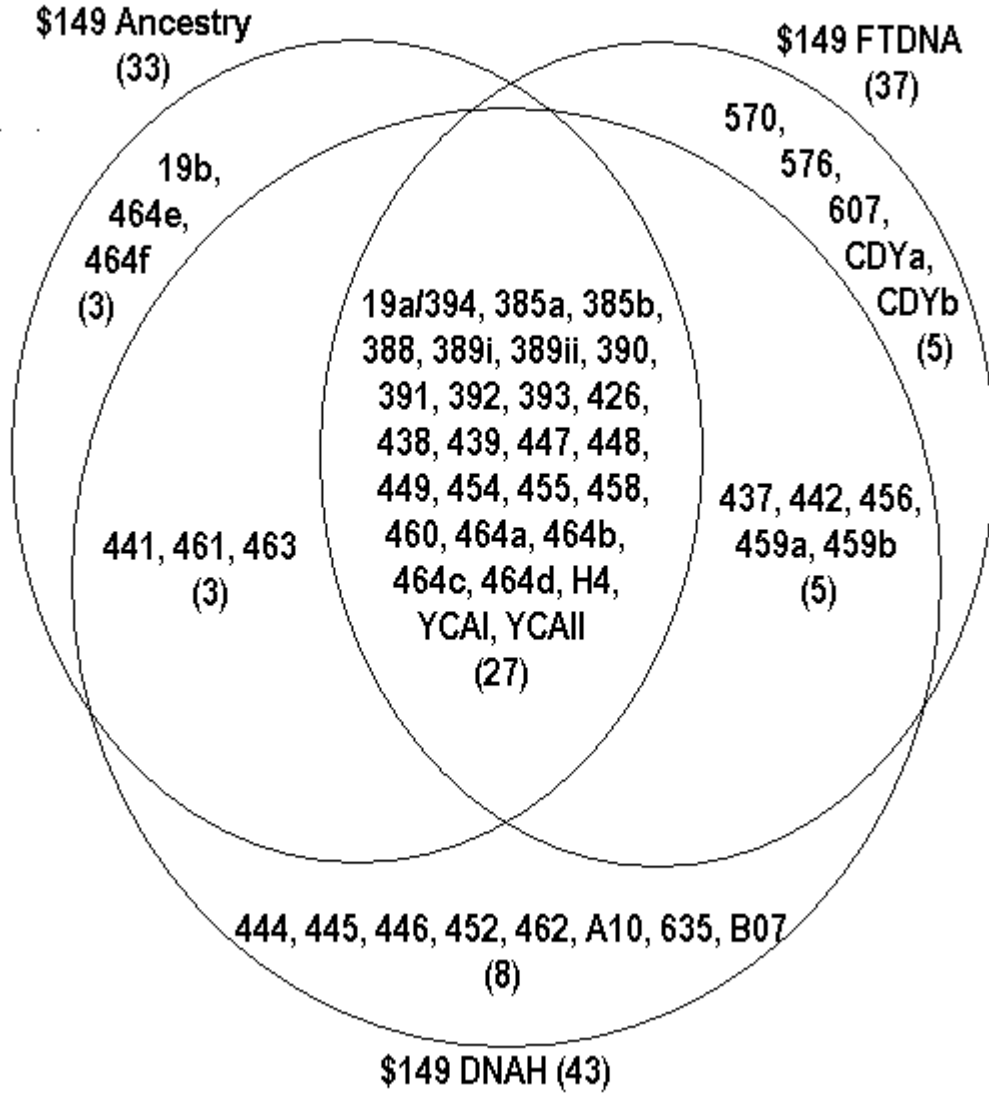 $149 Ancestry
(33)
$149 FTDNA
(37)
19b,
464e,
464f
(3)
570,
576,
607,
CDYa,
CDYb
(5)
19a/394, 385a, 385b,
388, 389i, 389ii, 390,
391, 392, 393, 426,
438, 439, 447, 448,
449, 454, 455, 458,
460, 464a, 464b,
464c, 464d, H4,
YCAI, YCAII
(27)
441, 461, 463
(3)
437, 442, 456,
459a, 459b
(5)
444, 445, 446, 452, 462, A10, 635, B07
(8)
$149 DNAH (43)